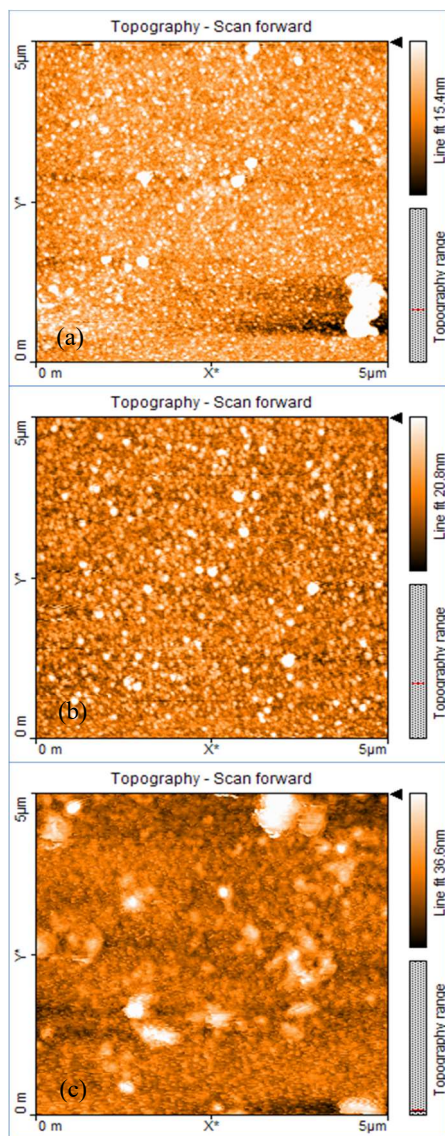 Topography - Scan forward
5µm
Y*
0 m
(a)
0 m
X*
5µm
Line fit 15.4nm
Topography range
Topography - Scan forward
5µm
Y*
0 m
(b)
0 m
X*
5µm
Line fit 20.8nm
Topography range
Topography - Scan forward
5µm
Y*
0 m
(c)
0 m
X*
5µm
Line fit 36.6nm
Topography range